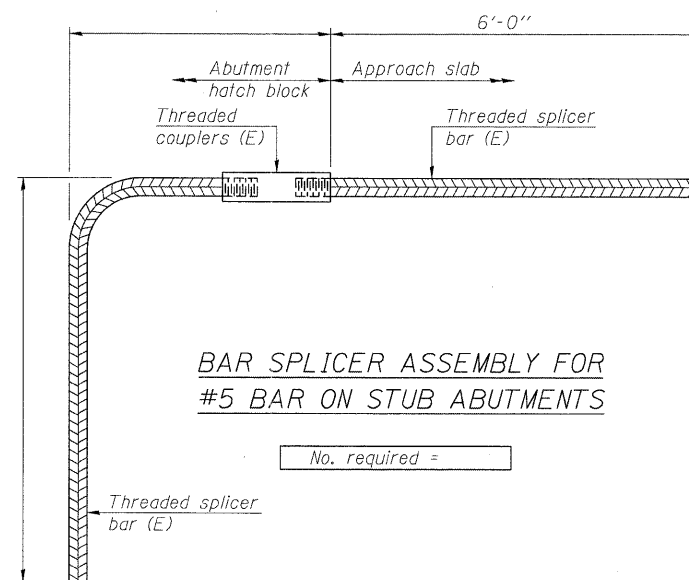 6'-0"
Abutment
hatch block
Approach slab
Threaded
couplers (E)
Threaded splicer
bar (E)
BAR SPLICER ASSEMBLY FOR
#5 BAR ON STUB ABUTMENTS
No. required =
Threaded splicer
bar (E)